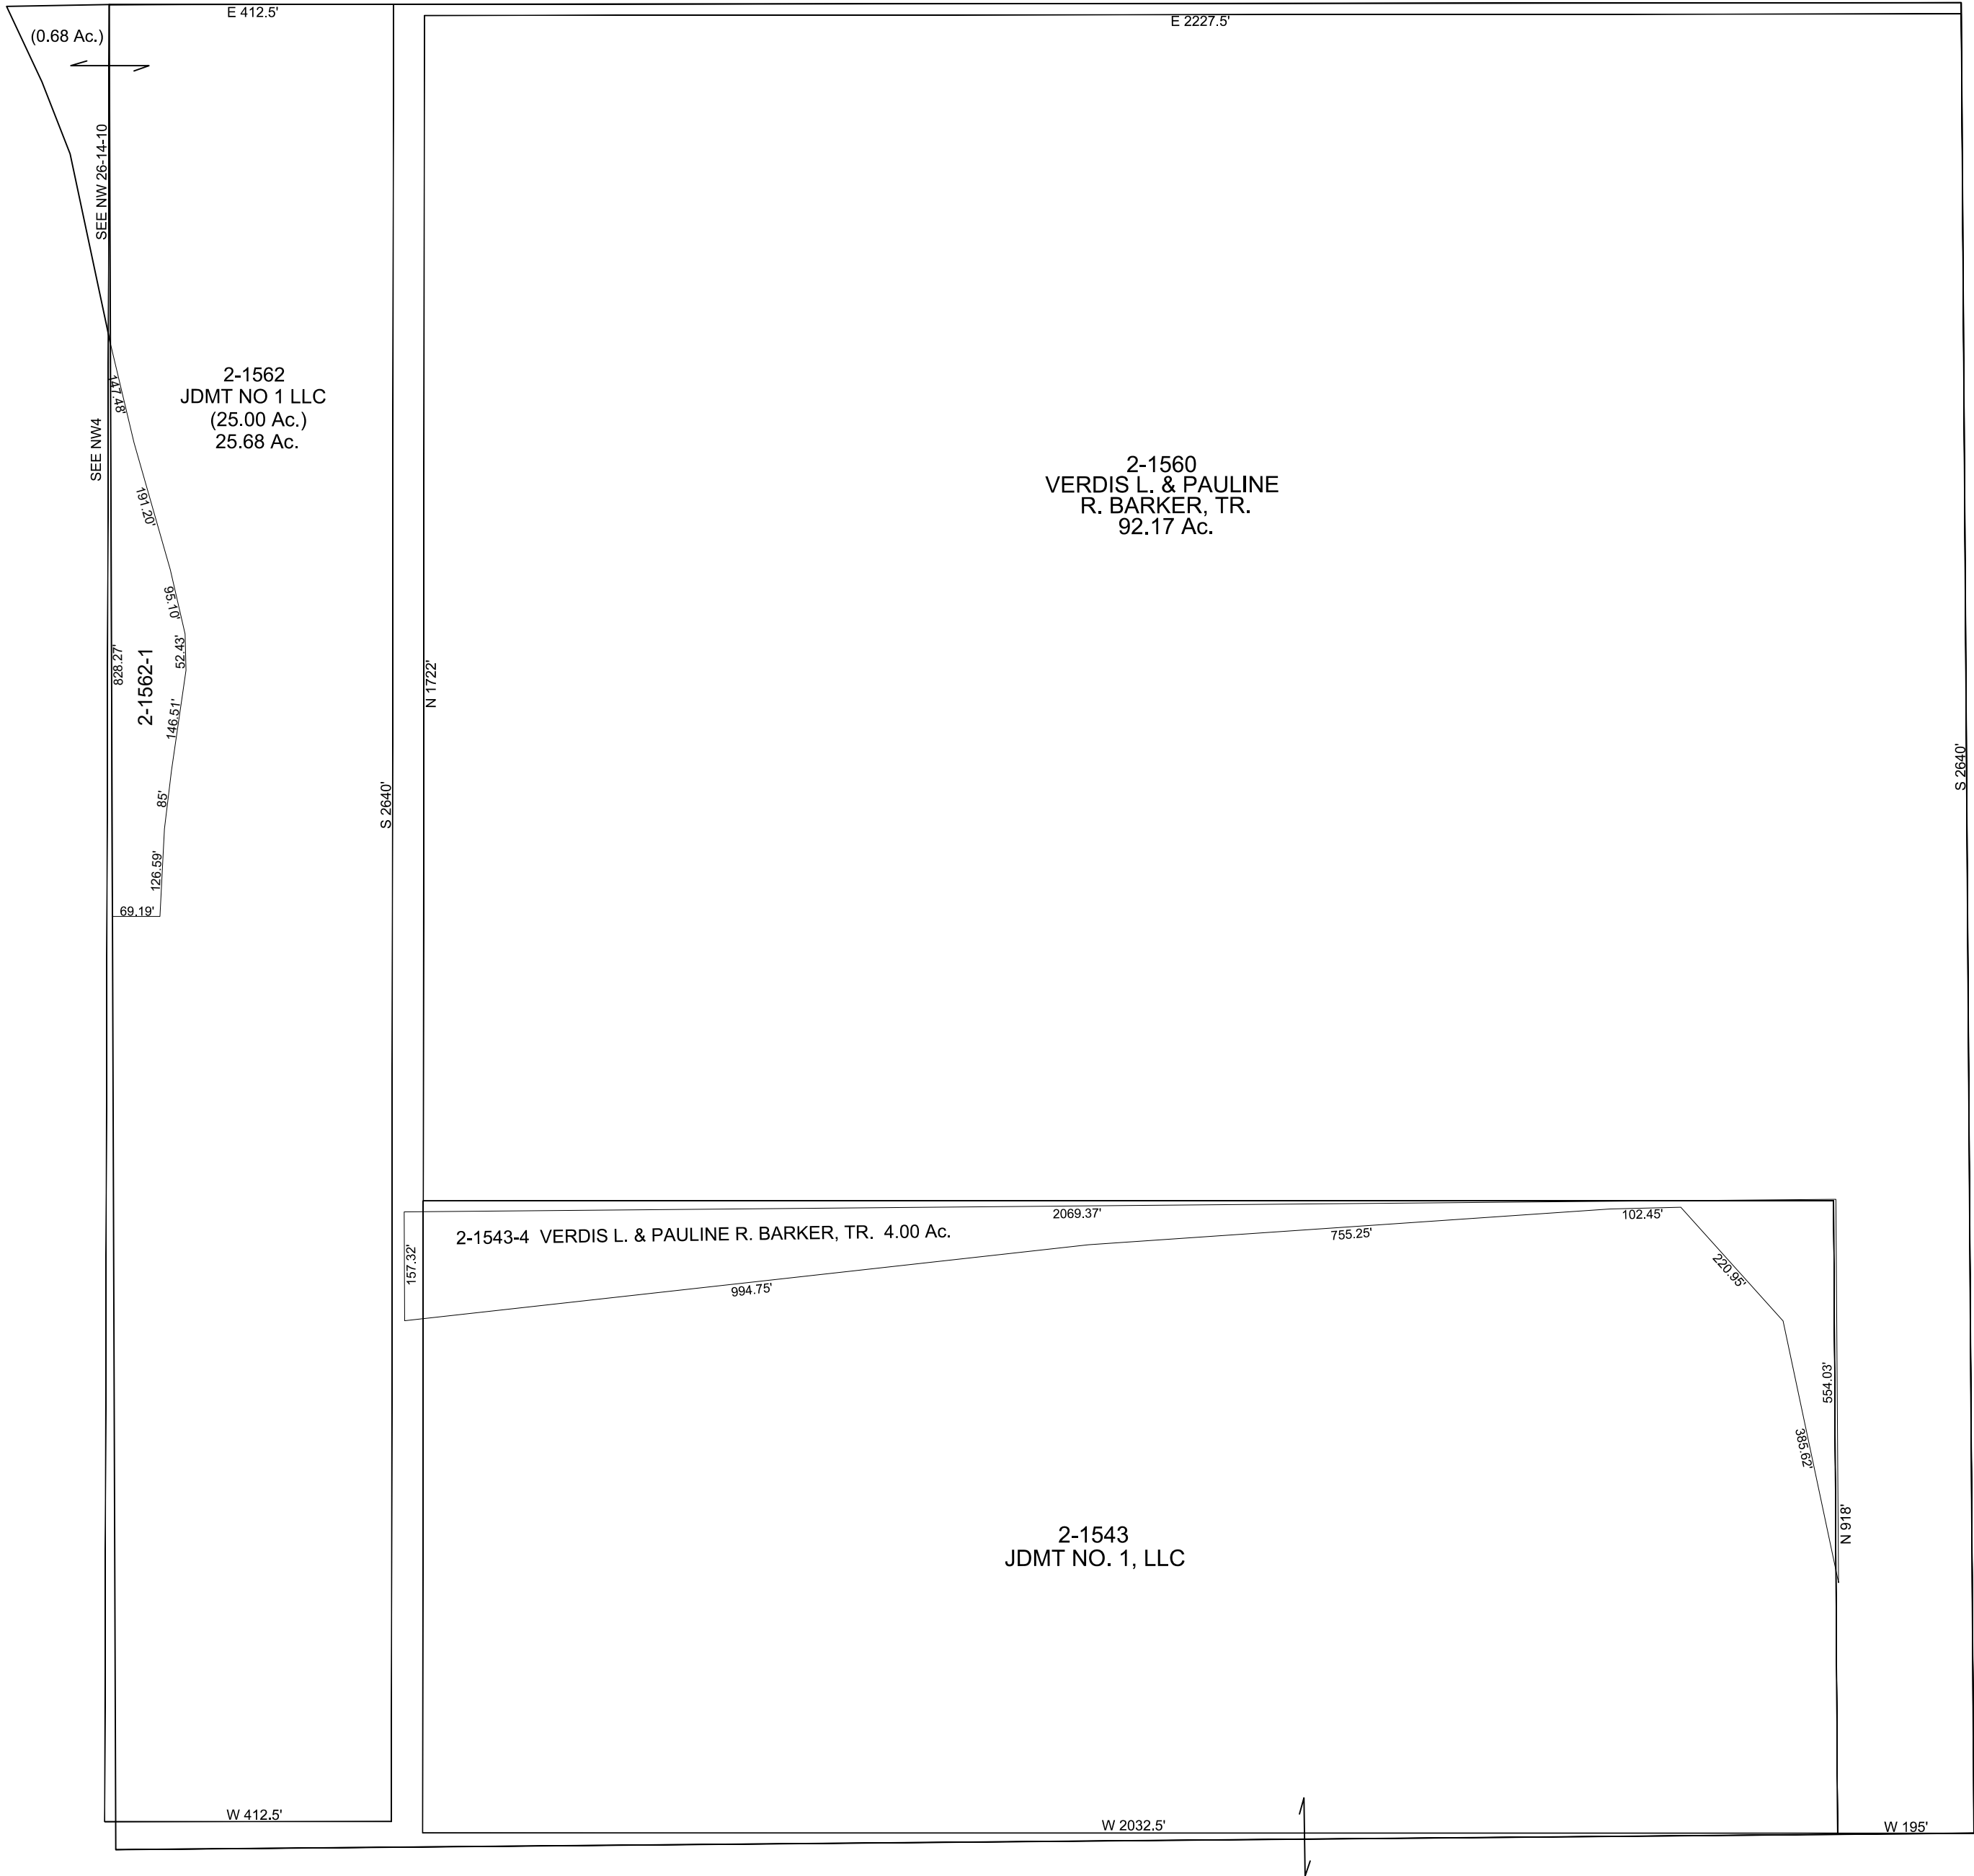 E 412.5'
E 2227.5'
(0.68 Ac.)
SEE NW 26-14-10
2-1562
JDMT NO 1 LLC
(25.00 Ac.)
25.68 Ac.
147.48'
SEE NW4
2-1560
VERDIS L. & PAULINE
R. BARKER, TR.
92.17 Ac.
191.20'
95.10'
52.43'
828.27'
2-1562-1
146.51'
N 1722'
S 2640'
S 2640'
85'
126.59'
69.19'
2069.37'
102.45'
2-1543-4 VERDIS L. & PAULINE R. BARKER, TR. 4.00 Ac.
755.25'
157.32'
994.75'
220.95'
554.03'
385.62'
N 918'
2-1543
JDMT NO. 1, LLC
W 412.5'
W 2032.5'
W 195'